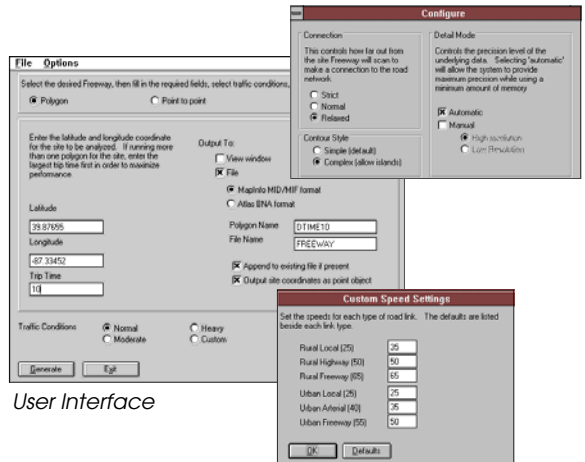 File Options
Select the desired Freeway, then fill in the required fields, select traffic conditions,
Polygon Point to point
Enter the latitude and longitude coordinate
for the site to be analyzed. If running more
than one polygon for the site, enter the
largest trip time first in order to maximize
performance.
Latitude
39.87655
Longitude
-87.33452
Trip Time
10
Output To:
View window
File
MapInfo MID/MIF format
Atlas BNA format
Polygon Name DTIME10
File Name FREEWAY
Append to existing file if present
Output site coordinates as point object
Traffic Conditions
Normal Heavy
Moderate Custom
Generate Exit
User Interface
Configure
Connection
This controls how far out from
the site Freeway will scan to
make a connection to the road
network.
Strict
Normal
Relaxed
Contour Style
Simple (default)
Complex (allow islands)
Detail Mode
Controls the precision level of the
underlying data. Selecting 'automatic'
will allow the system to provide
maximum precision while using a
minimum amount of memory
Automatic
Manual
High resolution
Low Resolution
Custom Speed Settings
Set the speeds for each type of road link. The defaults are listed
beside each link type.
Rural Local (25) 25
Rural Highway (50) 50
Rural Freeway (65) 65
Urban Local (25) 25
Urban Arterial (40) 35
Urban Freeway (55) 50
OK Defaults